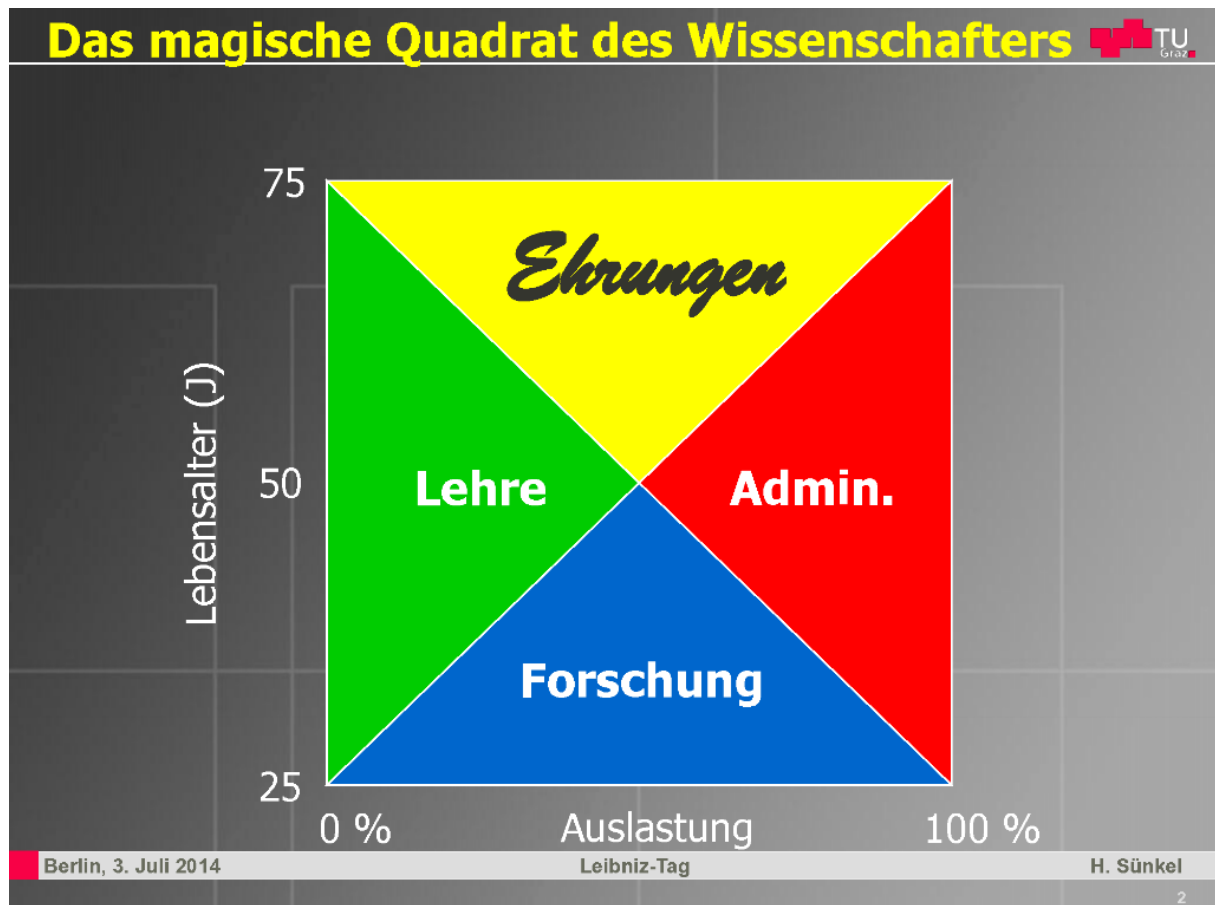 Das magische Quadrat des Wissenschafters
TU
Graz
75
Ehrungen
Lebensalter (J)
50
Lehre
Admin.
Forschung
25
0 %
Auslastung
100 %
Berlin, 3. Juli 2014
Leibniz-Tag
H. Sünkel
2